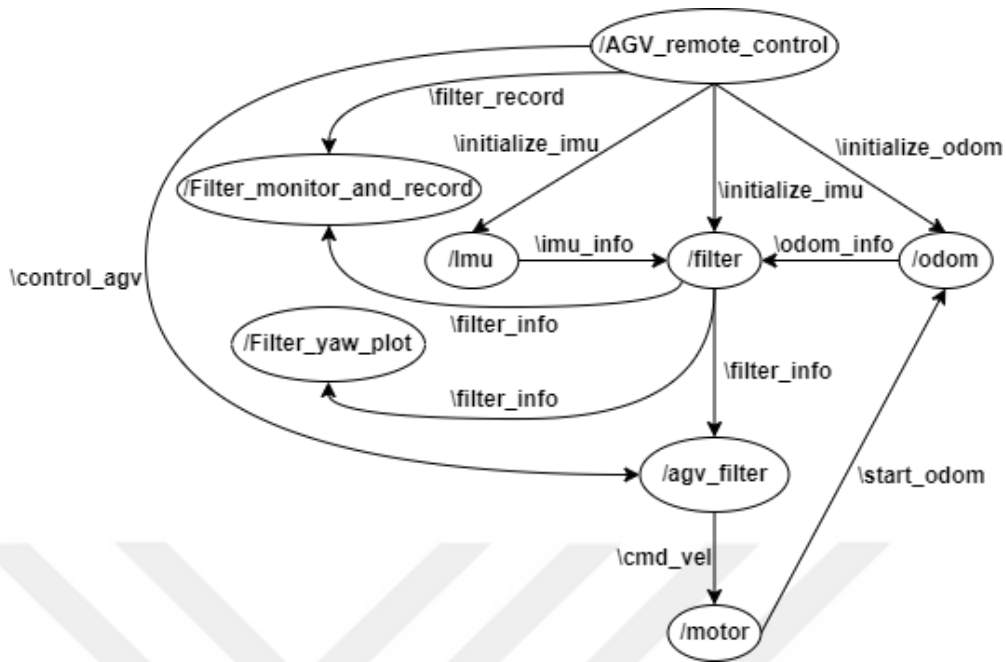 /AGV_remote_control
\filter_record
\initialize_imu
\initialize_odom
/Filter_monitor_and_record
\initialize_imu
/Imu
\imu_info
/filter
\odom_info
/odom
\control_agv
\filter_info
/Filter_yaw_plot
\filter_info
\filter_info
/agv_filter
\start_odom
\cmd_vel
/motor